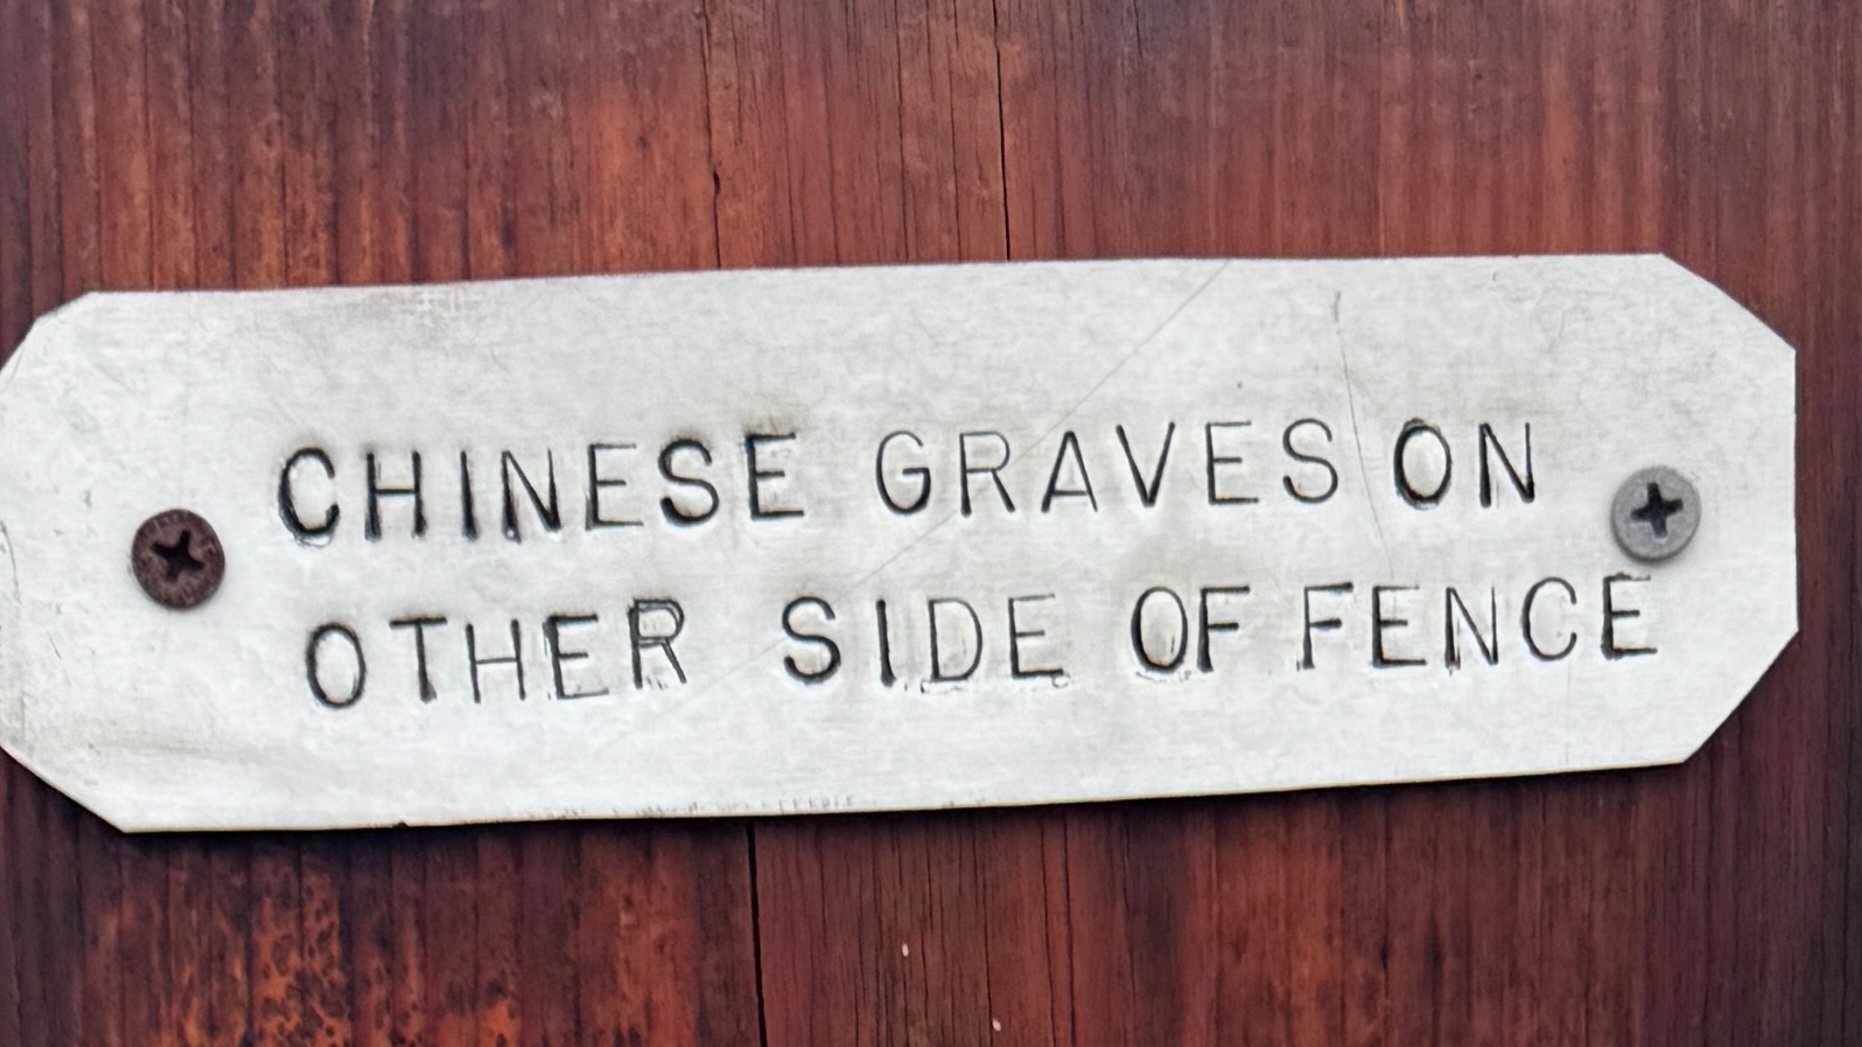 CHINESE GRAVES ON
OTHER SIDE OF FENCE